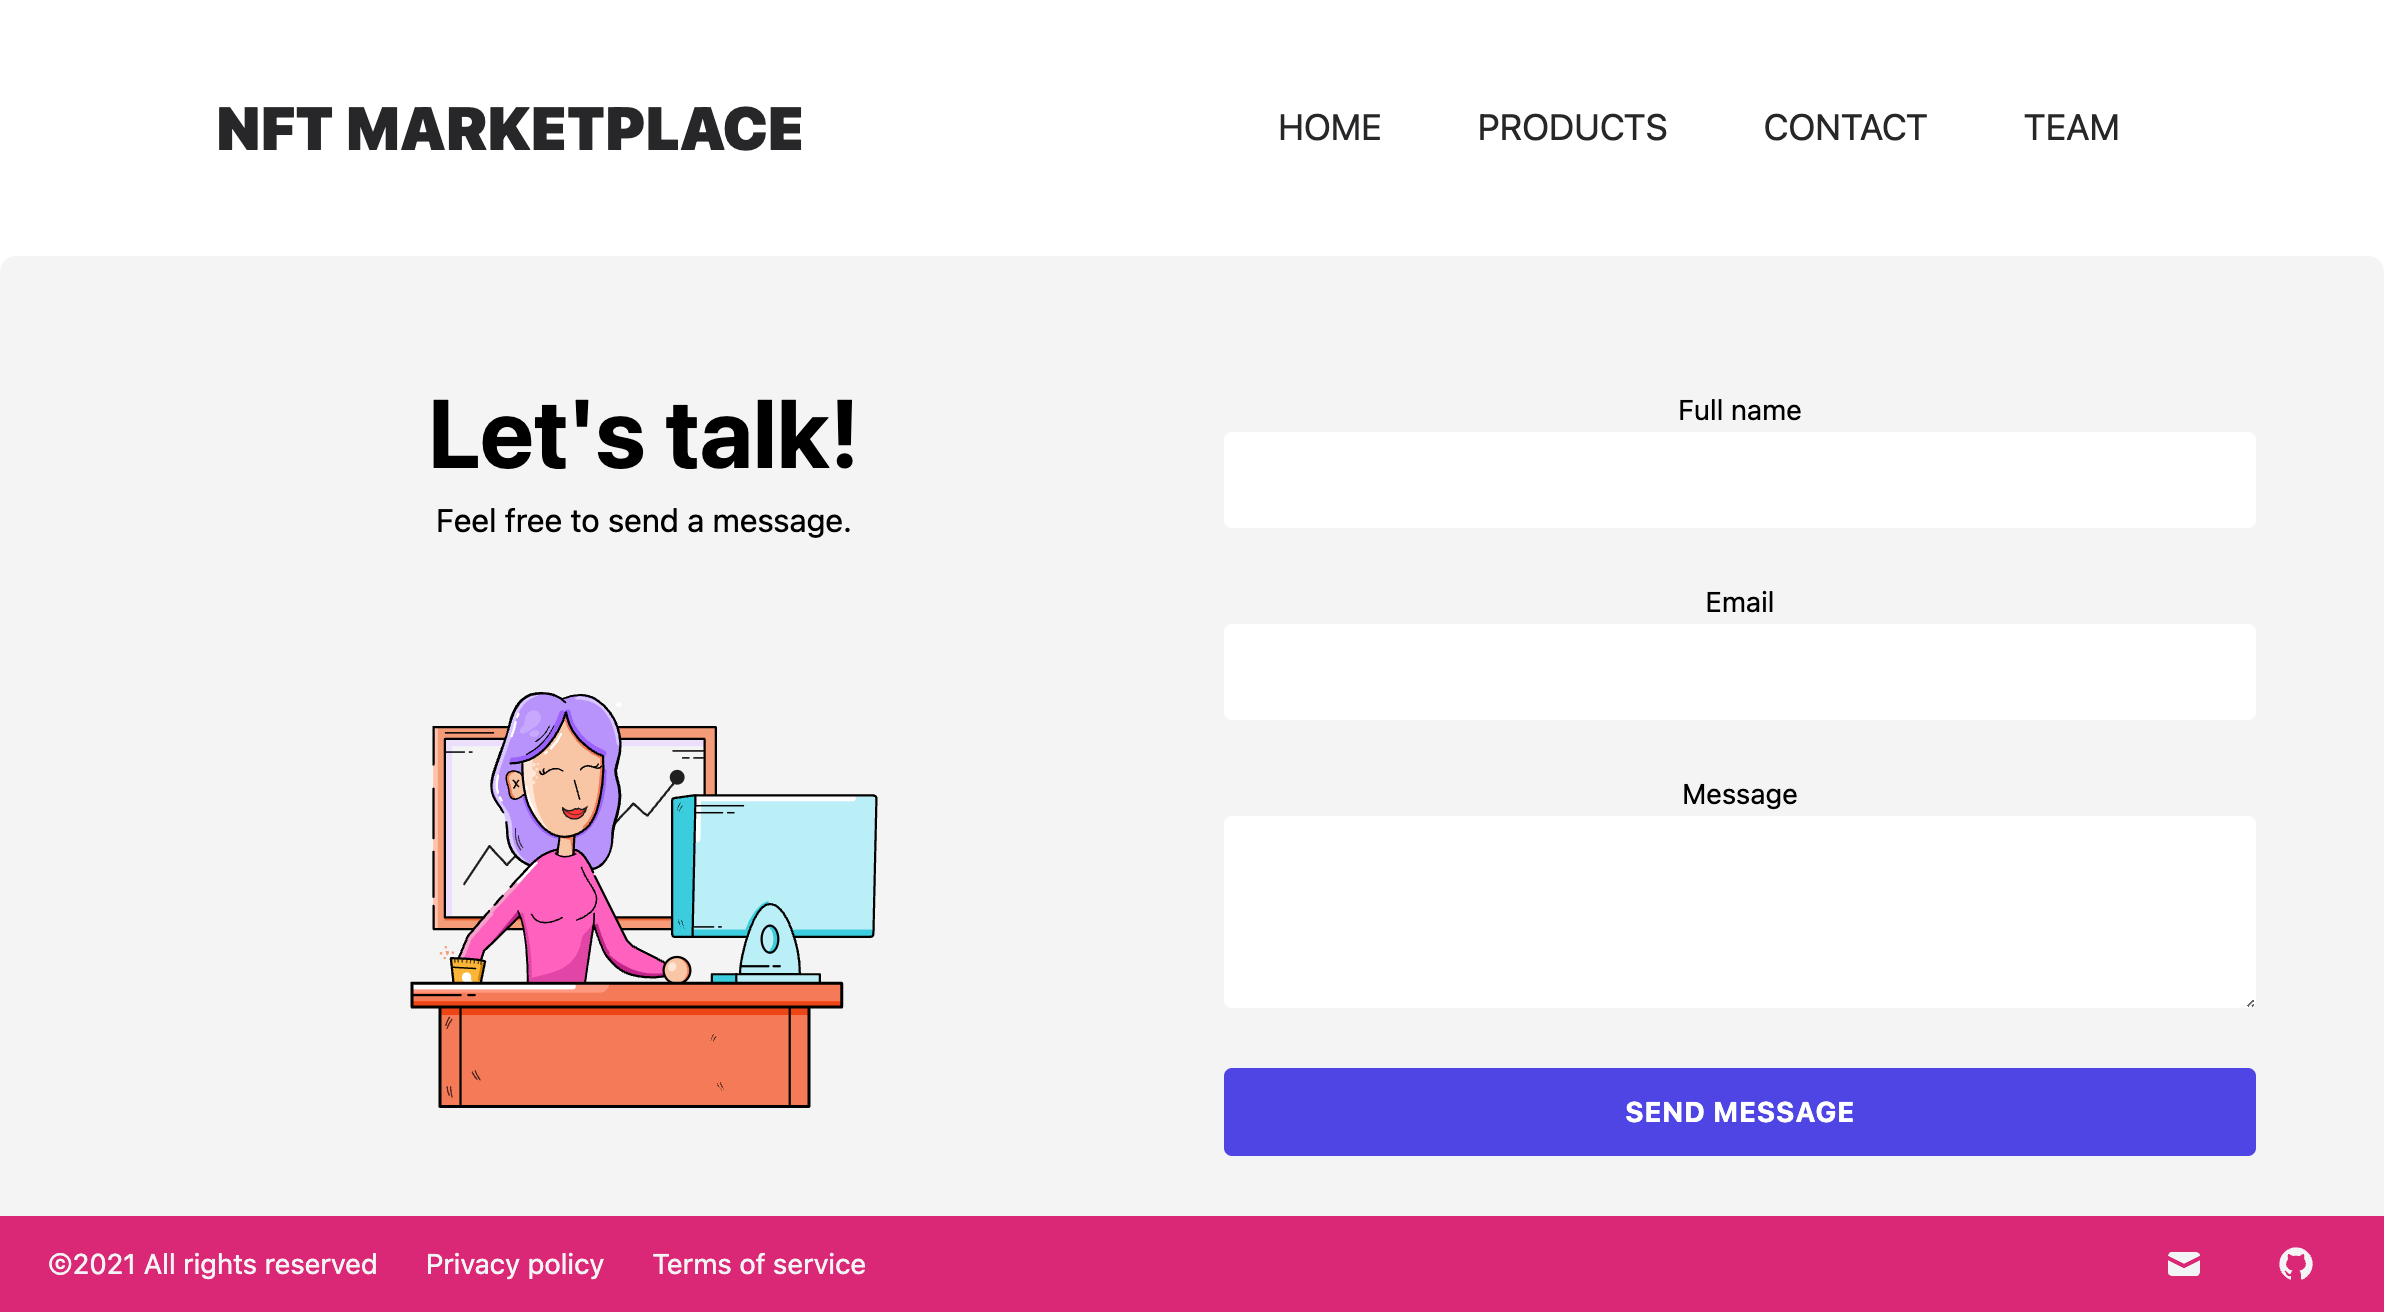 NFT MARKETPLACE
HOME PRODUCTS CONTACT TEAM
Let's talk!
Feel free to send a message.
Full name
Email
Message
SEND MESSAGE
©2021 All rights reserved Privacy policy Terms of service